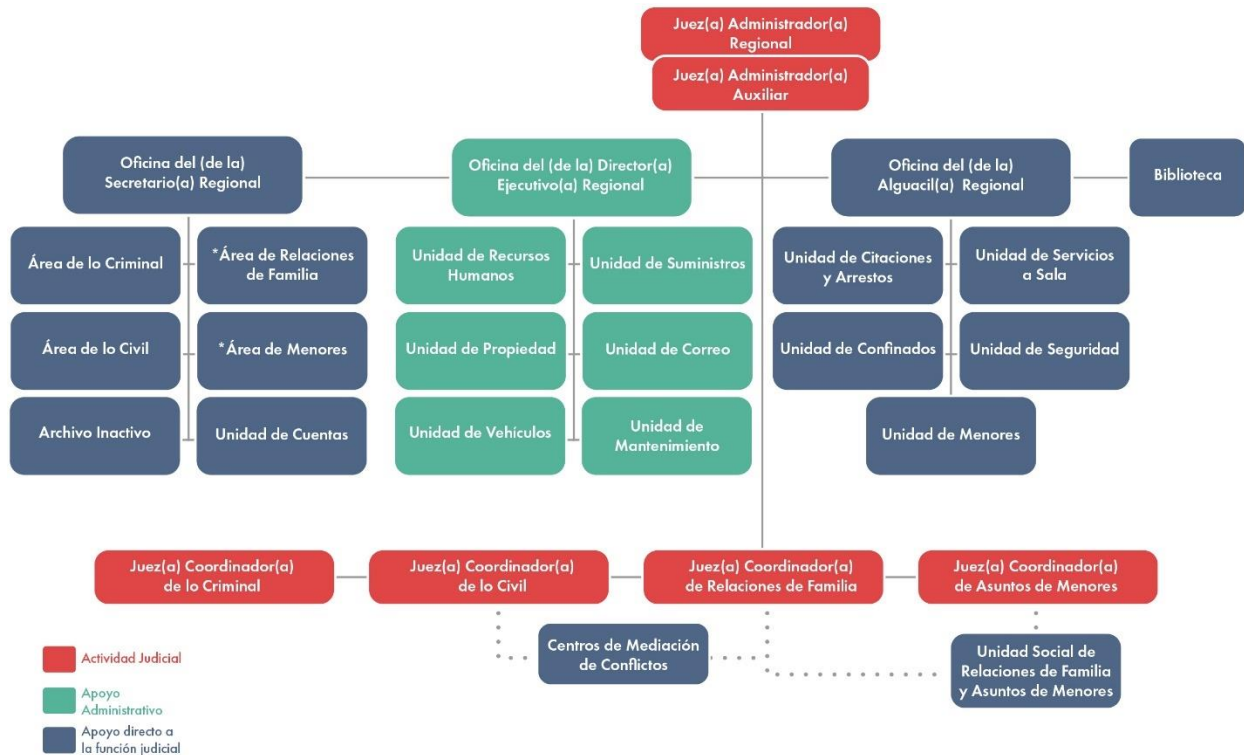 Juez(a) Administrador(a)
Regional
Juez(a) Administrador(a)
Auxiliar
Oficina del (de la)
Secretario(a) Regional
Oficina del (de la) Director(a)
Ejecutivo(a) Regional
Oficina del (de la)
Alguacil(a) Regional
Biblioteca
Área de lo Criminal
*Área de Relaciones
de Familia
Área de lo Civil
*Área de Menores
Archivo Inactivo
Unidad de Cuentas
Unidad de Recursos
Humanos
Unidad de Suministros
Unidad de Propiedad
Unidad de Correo
Unidad de Vehículos
Unidad de
Mantenimiento
Unidad de Citaciones
y Arrestos
Unidad de Servicios
a Sala
Unidad de Confinados
Unidad de Seguridad
Unidad de Menores
Juez(a) Coordinador(a)
de lo Criminal
Juez(a) Coordinador(a)
de lo Civil
Juez(a) Coordinador(a)
de Relaciones de Familia
Juez(a) Coordinador(a)
de Asuntos de Menores
Centros de Mediación
de Conflictos
Unidad Social de
Relaciones de Familia
y Asuntos de Menores
Actividad Judicial
Apoyo
Administrativo
Apoyo directo a
la función judicial